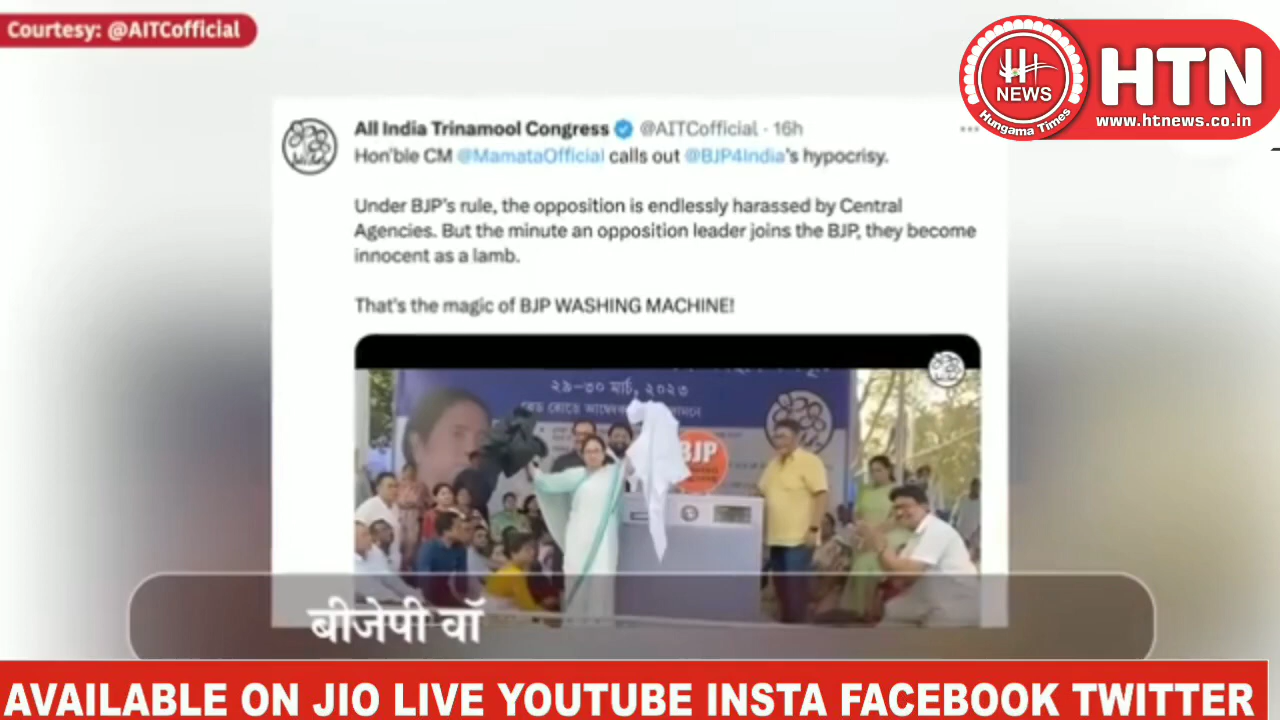 Courtesy: @AITCofficial
HTN
NEWS
Hungama Times
www.htnews.co.in
All India Trinamool Congress @AITCofficial · 16h
Hon'ble CM @MamataOfficial calls out @BJP4India's hypocrisy.
Under BJP's rule, the opposition is endlessly harassed by Central
Agencies. But the minute an opposition leader joins the BJP, they become
innocent as a lamb.
That's the magic of BJP WASHING MACHINE!
২৯-৩০ মার্চ, ২০২৩
রেড রোডে
BJP
बीजेपी वॉ
AVAILABLE ON JIO LIVE YOUTUBE INSTA FACEBOOK TWITTER